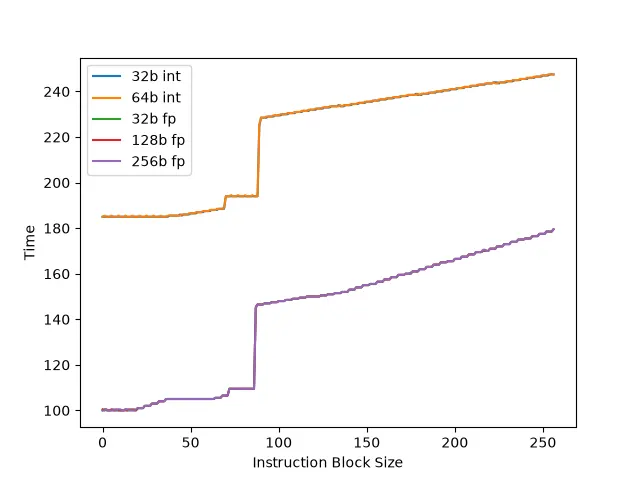 32b int
64b int
32b fp
128b fp
256b fp
240
220
200
180
160
140
120
100
Time
0 50 100 150 200 250
Instruction Block Size